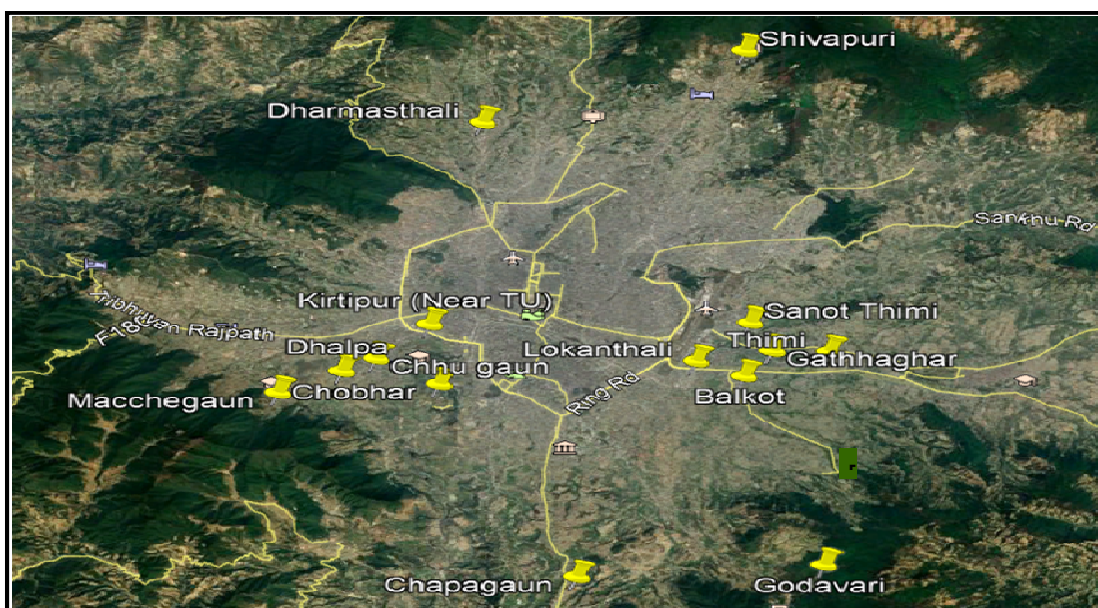 Shivapuri
Dharmasthali
Sankhu Rd
Kirtipur (Near TU)
Sanot Thimi
Tribhuvan Rajpath
F18
Dhalpa
Lokanthali
Thimi
Chhu gaun
Gathhaghar
Macchegaun
Chobhar
Ring Rd
Balkot
Chapagaun
Godavari